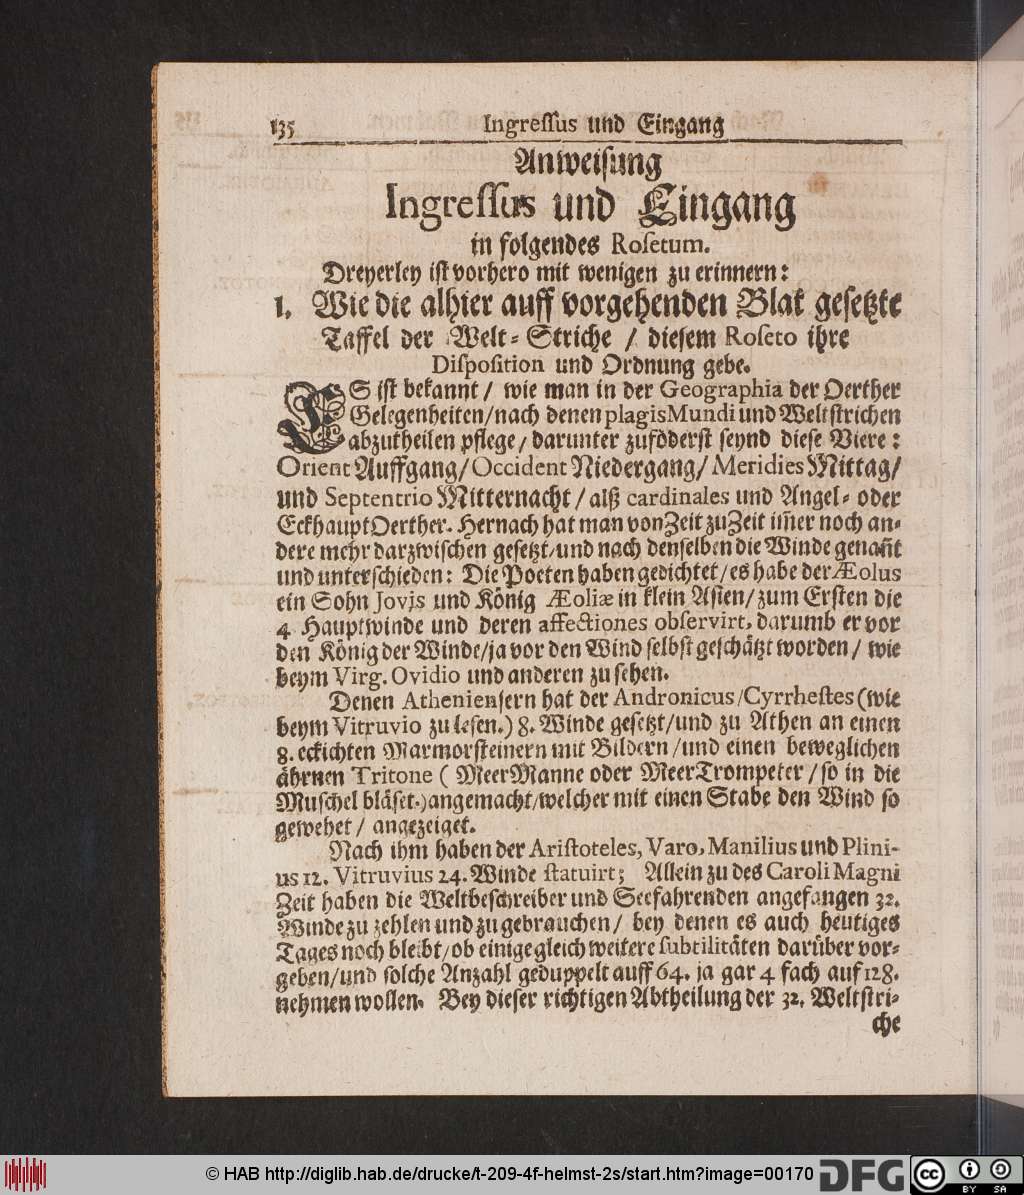 135 Ingreſſus und Eingang
Anweiſung
Ingreſſus und Eingang
in folgendes Roſetum.
Dreyerley iſt vorhero mit wenigen zu erinnern:
1. Wie die alhier auff vorgehenden Blat geſetzte
Taffel der Welt-Striche / dieſem Roſeto ihre
Diſpoſition und Ordnung gebe.
ES iſt bekannt / wie man in der Geographia der Oerther
Gelegenheiten/nach denen plagis Mundi und Weltſtrichen
abzutheilen pflege/darunter zufödderſt ſeynd dieſe Viere:
Orient Auffgang/Occident Niedergang/Meridies Mittag/
und Septentrio Mitternacht/alß cardinales und Angel- oder
Eckhaupt Oerther. Hernach hat man von Zeit zu Zeit im̃er noch an-
dere mehr darzwiſchen geſetzt/und nach denſelben die Winde genañt
und unterſchieden: Die Poeten haben gedichtet/es habe der Æolus
ein Sohn Jovis und König Æoliæ in klein Aſien/zum Erſten die
4 Hauptwinde und deren affectiones obſervirt, darumb er vor
den König der Winde/ja vor den Wind ſelbſt geſchätzt worden/wie
beym Virg. Ovidio und anderen zu ſehen.
Denen Athenienſern hat der Andronicus/Cyrrheſtes (wie
beym Vitruvio zu leſen.) 8. Winde geſetzt/und zu Athen an einen
8. eckichten Marmorſteinern mit Bildern/und einen beweglichen
ährnen Tritone ( MeerManne oder MeerTrompeter/ſo in die
Muſchel bläſet.)angemacht/welcher mit einen Stabe den Wind ſo
gewehet/ angezeiget.
Nach ihm haben der Ariſtoteles, Varo, Manilius und Plini-
us 12. Vitruvius 24. Winde ſtatuirt; Allein zu des Caroli Magni
Zeit haben die Weltbeſchreiber und Seefahrenden angefangen 32.
Winde zu zehlen und zu gebrauchen/ bey denen es auch heutiges
Tages noch bleibt/ob einige gleich weitere ſubtilitäten darüber vor-
geben/und ſolche Anzahl geduppelt auff 64. ja gar 4 fach auf 128.
nehmen wollen. Bey dieſer richtigen Abtheilung der 32. Weltſtri-
che
© HAB http://diglib.hab.de/drucke/t-209-4f-helmst-2s/start.htm?image=00170 DFG cc BY SA